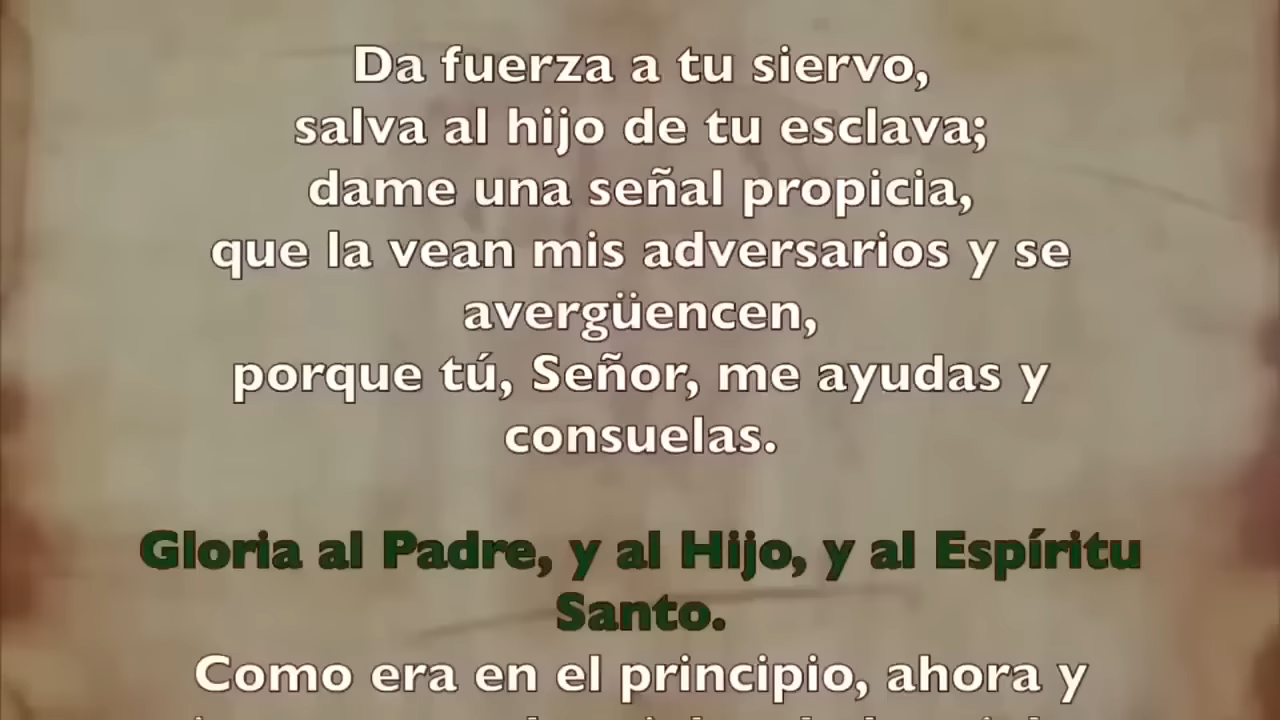 Da fuerza a tu siervo,
salva al hijo de tu esclava;
dame una señal propicia,
que la vean mis adversarios y se
avergüencen,
porque tú, Señor, me ayudas y
consuelas.
Gloria al Padre, y al Hijo, y al Espíritu
Santo.
Como era en el principio, ahora y